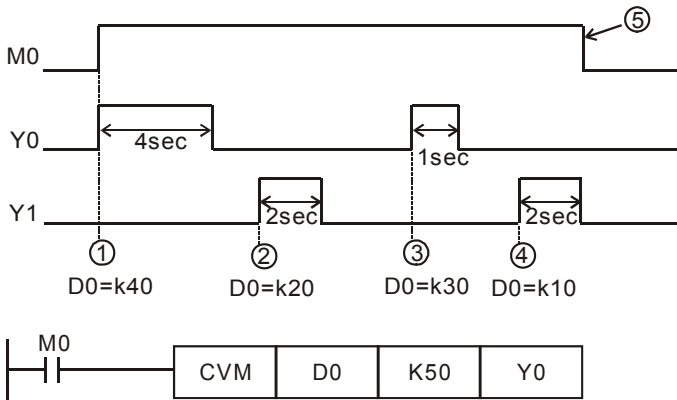 ⑤
M0
Y0
4sec
1sec
Y1
2sec
2sec
① ② ③ ④
D0=k40 D0=k20 D0=k30 D0=k10
M0
CVM D0 K50 Y0